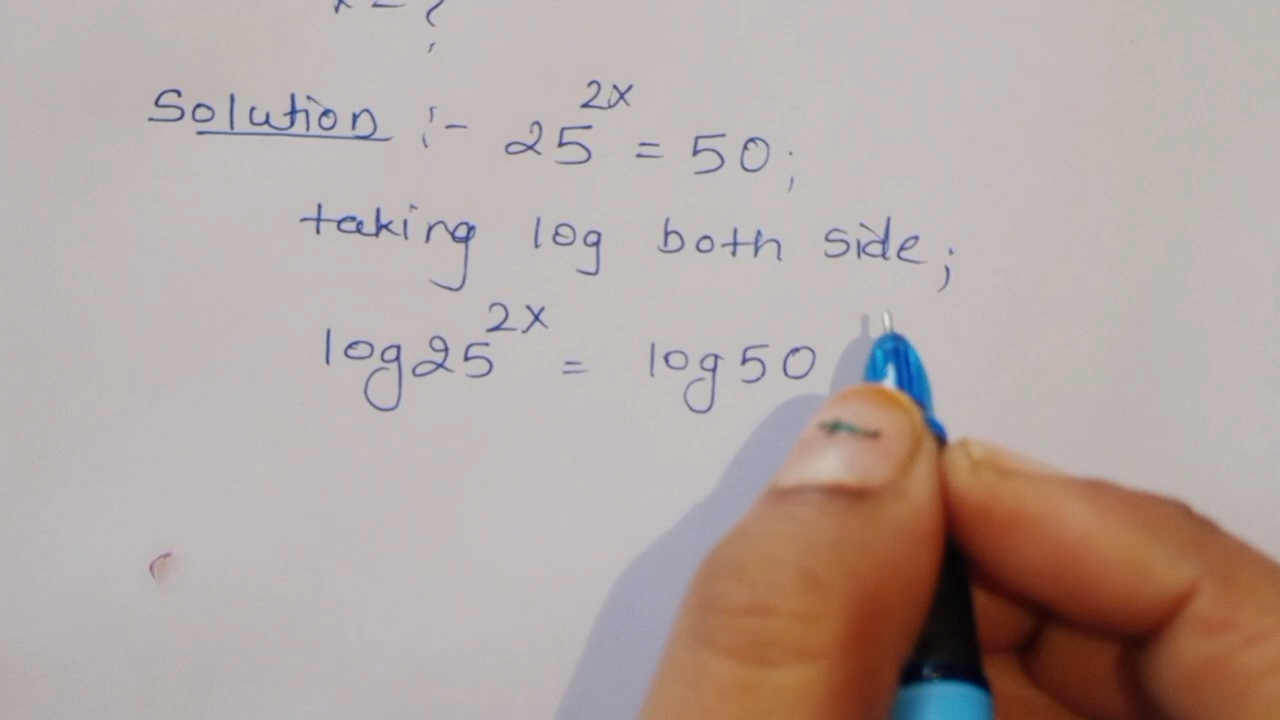 x = ?
Solution :- 25^2x = 50;
taking log both side;
log25^2x = log50